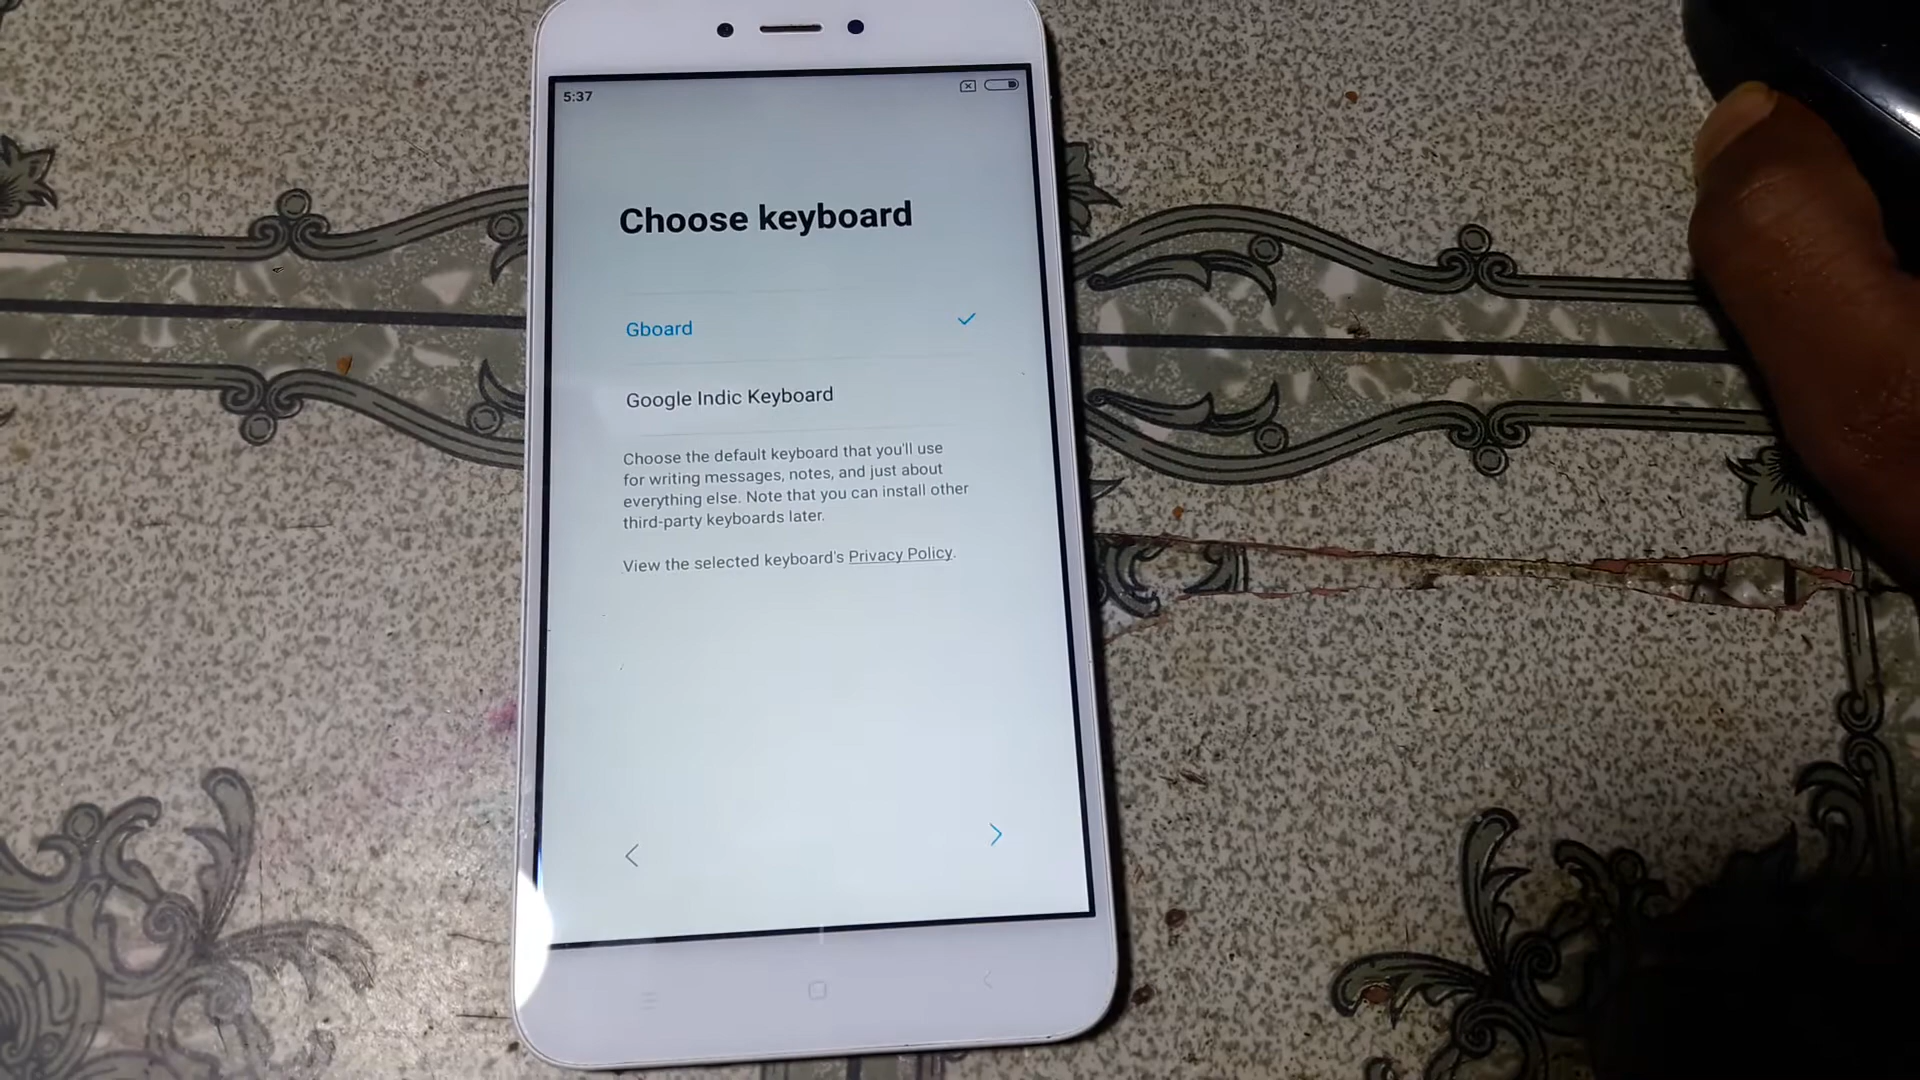 5:37
Choose keyboard
Gboard
Google Indic Keyboard
Choose the default keyboard that you'll use
for writing messages, notes, and just about
everything else. Note that you can install other
third-party keyboards later.
View the selected keyboard's Privacy Policy.